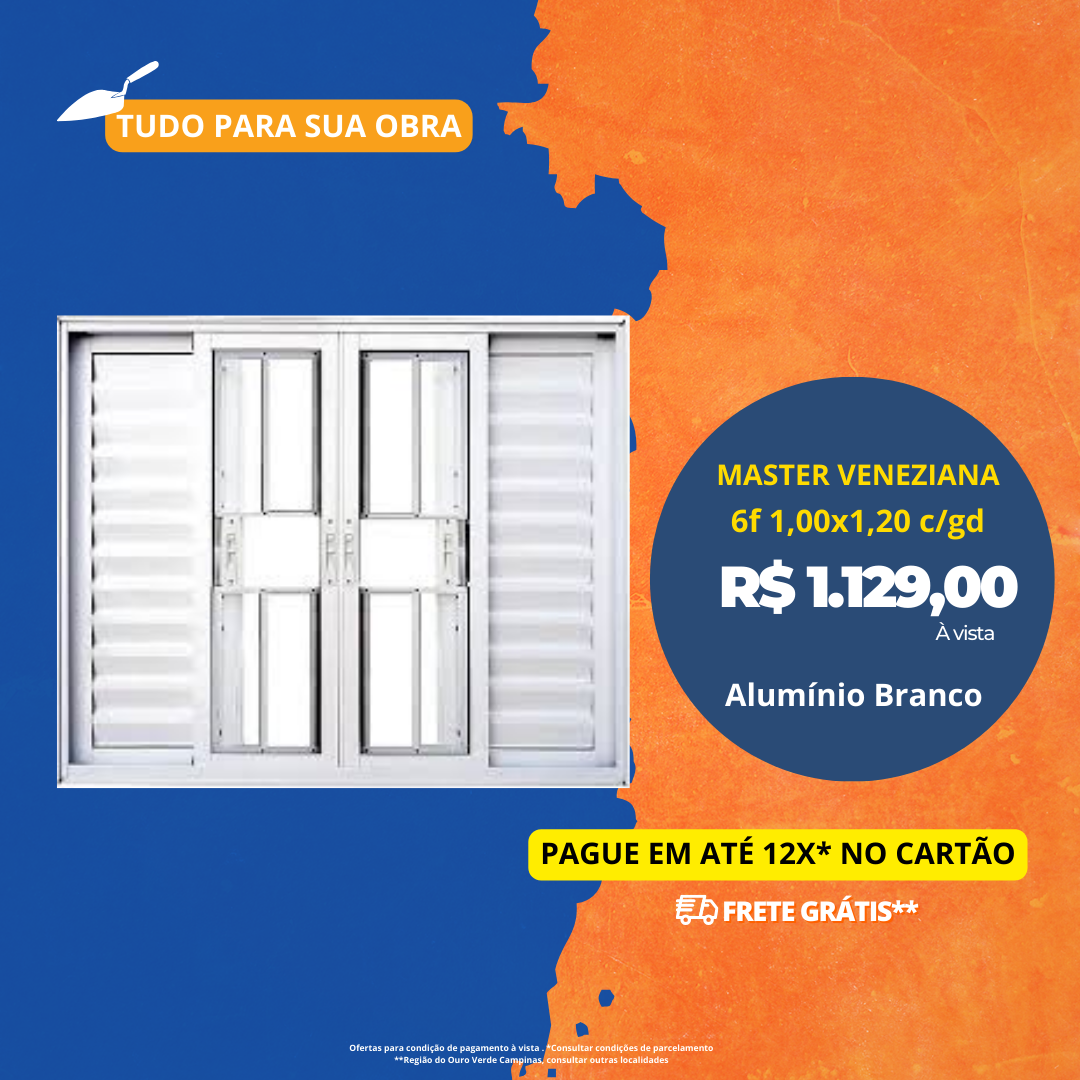 TUDO PARA SUA OBRA
MASTER VENEZIANA
6f 1,00x1,20 c/gd
R$ 1.129,00
À vista
Alumínio Branco
PAGUE EM ATÉ 12X* NO CARTÃO
FRETE GRÁTIS**
Ofertas para condição de pagamento à vista . *Consultar condições de parcelamento
**Região do Ouro Verde Campinas, consultar outras localidades